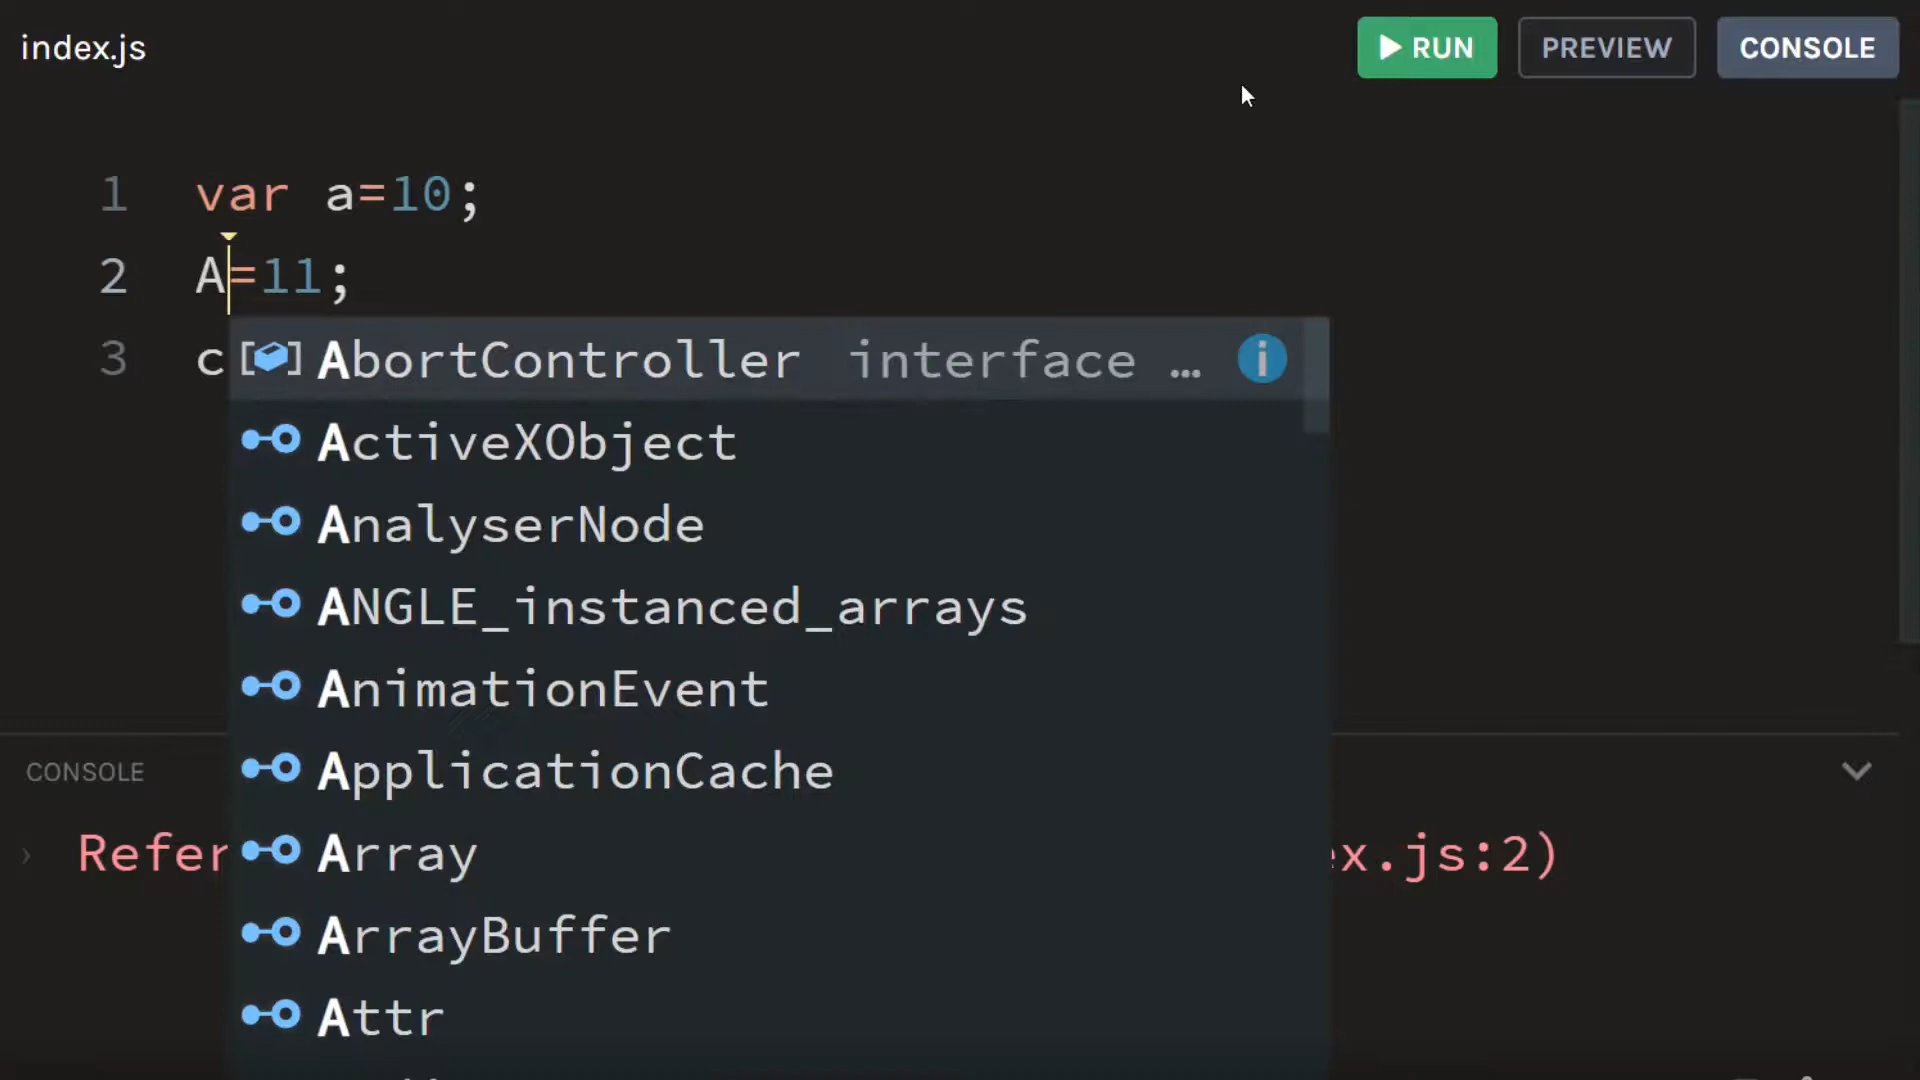 index.js
RUN PREVIEW CONSOLE
1 var a=10;
2 A=11;
3 c
AbortController interface …
ActiveXObject
AnalyserNode
ANGLE_instanced_arrays
AnimationEvent
ApplicationCache
Array
ArrayBuffer
Attr
CONSOLE
Refer ex.js:2)